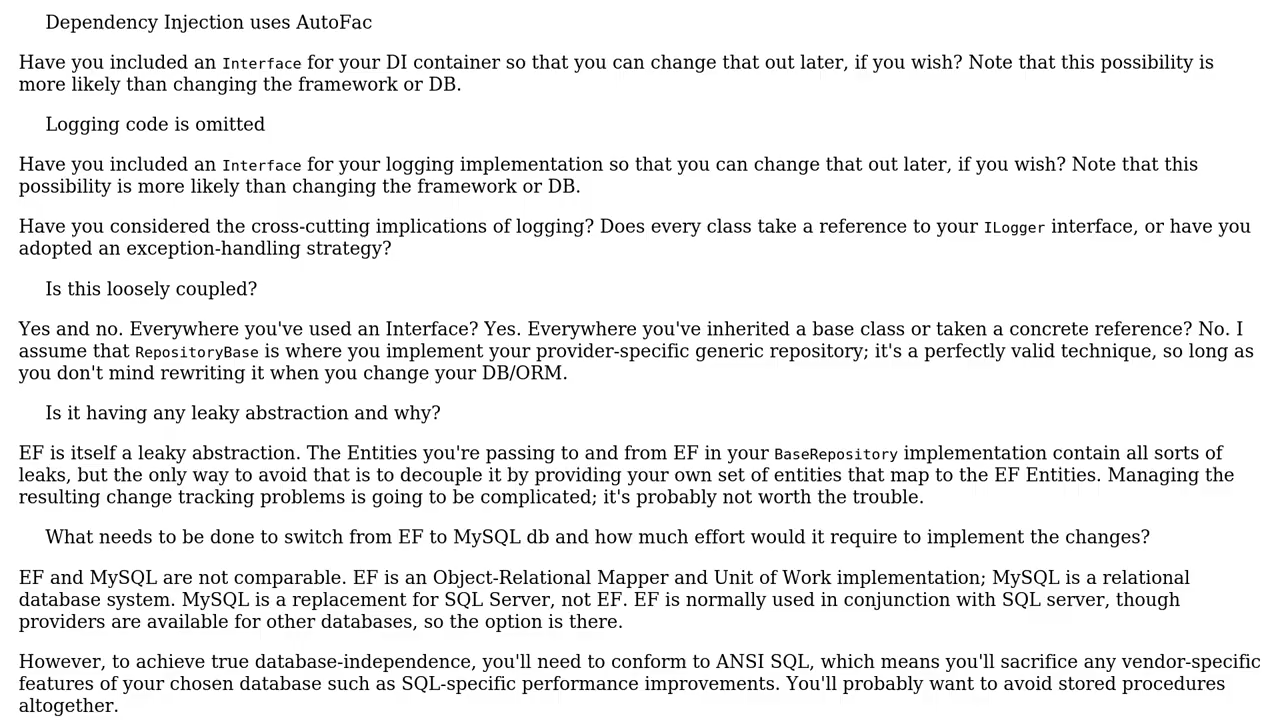 Dependency Injection uses AutoFac
Have you included an Interface for your DI container so that you can change that out later, if you wish? Note that this possibility is
more likely than changing the framework or DB.
Logging code is omitted
Have you included an Interface for your logging implementation so that you can change that out later, if you wish? Note that this
possibility is more likely than changing the framework or DB.
Have you considered the cross-cutting implications of logging? Does every class take a reference to your ILogger interface, or have you
adopted an exception-handling strategy?
Is this loosely coupled?
Yes and no. Everywhere you've used an Interface? Yes. Everywhere you've inherited a base class or taken a concrete reference? No. I
assume that RepositoryBase is where you implement your provider-specific generic repository; it's a perfectly valid technique, so long as
you don't mind rewriting it when you change your DB/ORM.
Is it having any leaky abstraction and why?
EF is itself a leaky abstraction. The Entities you're passing to and from EF in your BaseRepository implementation contain all sorts of
leaks, but the only way to avoid that is to decouple it by providing your own set of entities that map to the EF Entities. Managing the
resulting change tracking problems is going to be complicated; it's probably not worth the trouble.
What needs to be done to switch from EF to MySQL db and how much effort would it require to implement the changes?
EF and MySQL are not comparable. EF is an Object-Relational Mapper and Unit of Work implementation; MySQL is a relational
database system. MySQL is a replacement for SQL Server, not EF. EF is normally used in conjunction with SQL server, though
providers are available for other databases, so the option is there.
However, to achieve true database-independence, you'll need to conform to ANSI SQL, which means you'll sacrifice any vendor-specific
features of your chosen database such as SQL-specific performance improvements. You'll probably want to avoid stored procedures
altogether.